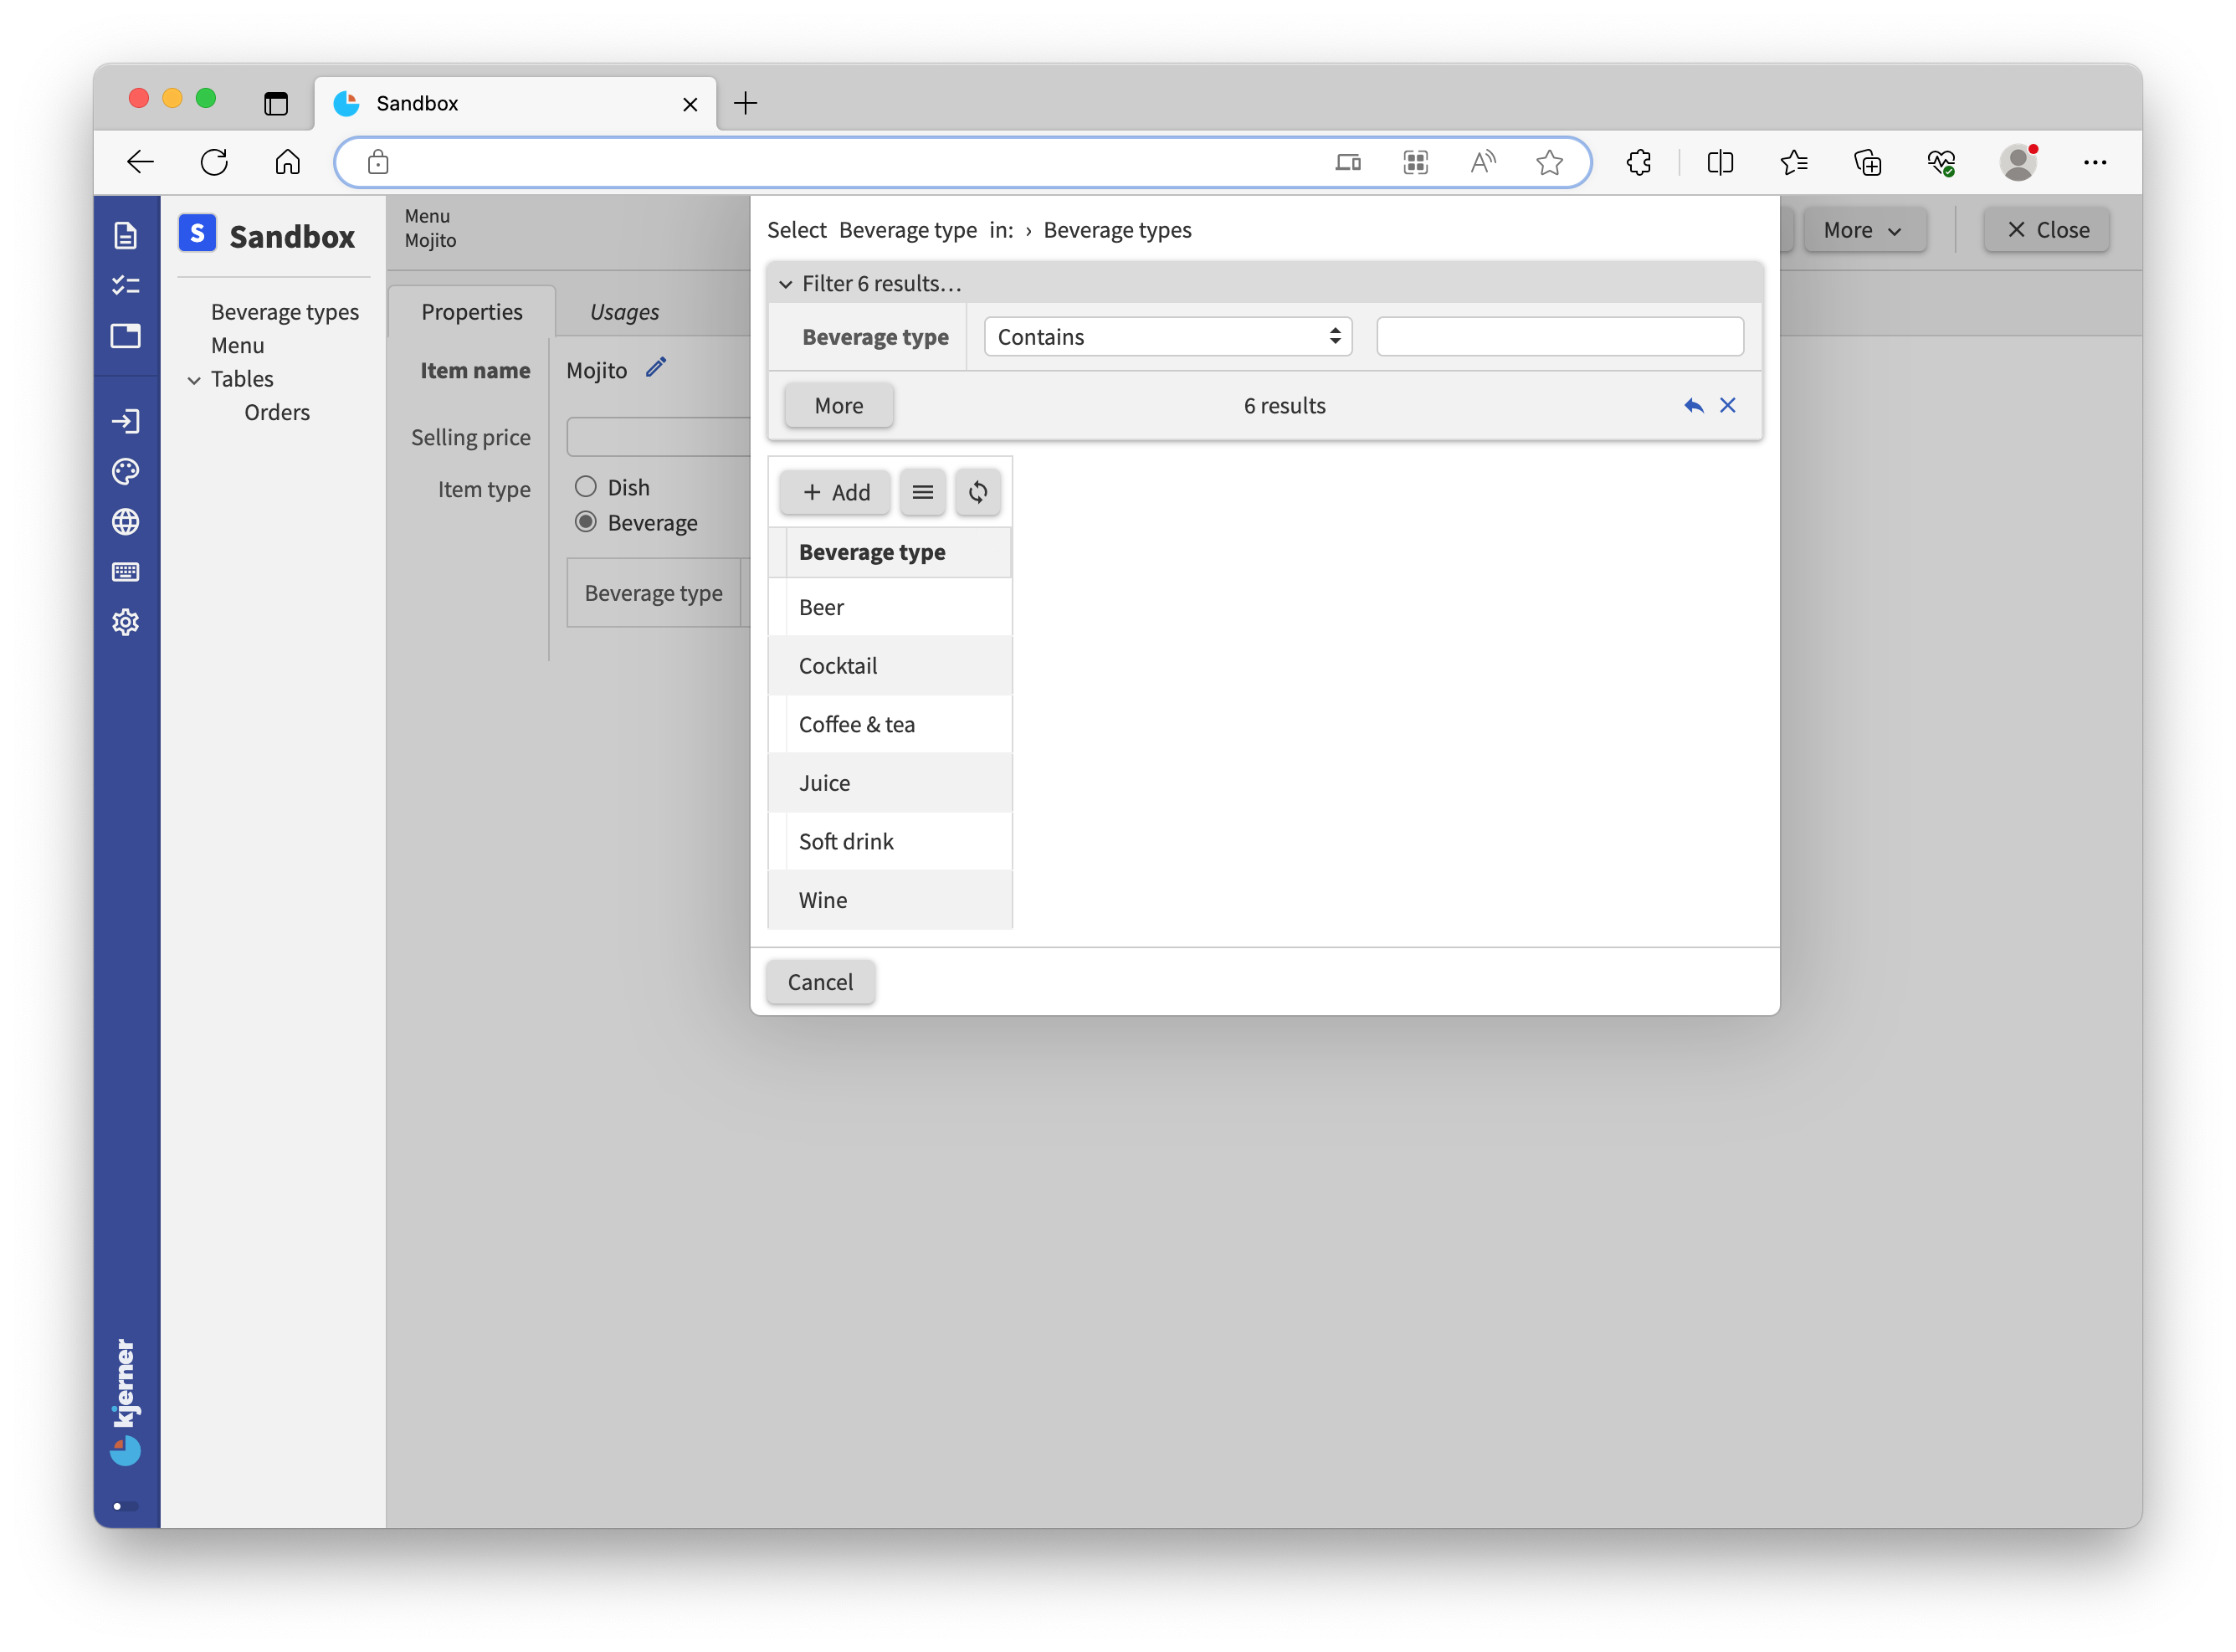 Sandbox
S Sandbox
Beverage types
Menu
Tables
Orders
kjerner
Menu
Mojito
More
Close
Properties
Usages
Item name
Mojito
Selling price
Item type
Dish
Beverage
Beverage type
Select Beverage type in: › Beverage types
Filter 6 results…
Beverage type
Contains
More
6 results
Add
Beverage type
Beer
Cocktail
Coffee & tea
Juice
Soft drink
Wine
Cancel